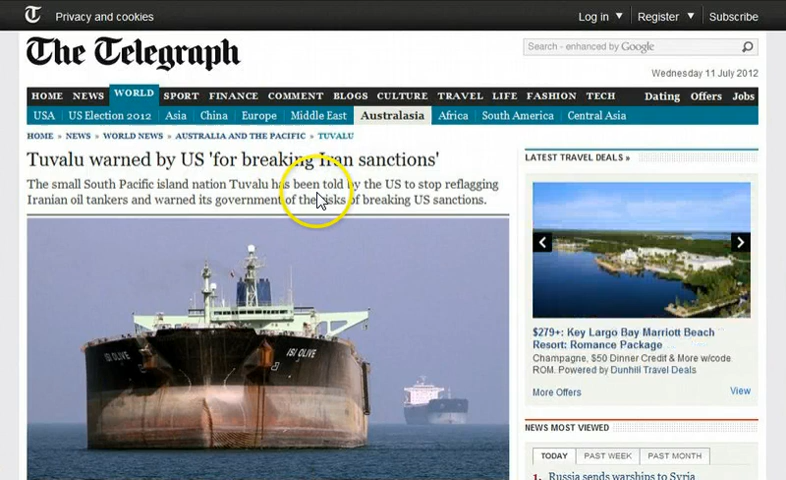 Privacy and cookies
Log in ▼ Register ▼ Subscribe
The Telegraph
Search - enhanced by Google
Wednesday 11 July 2012
HOME NEWS WORLD SPORT FINANCE COMMENT BLOGS CULTURE TRAVEL LIFE FASHION TECH Dating Offers Jobs
USA US Election 2012 Asia China Europe Middle East Australasia Africa South America Central Asia
HOME » NEWS » WORLD NEWS » AUSTRALIA AND THE PACIFIC » TUVALU
Tuvalu warned by US 'for breaking Iran sanctions'
The small South Pacific island nation Tuvalu has been told by the US to stop reflagging
Iranian oil tankers and warned its government of the risks of breaking US sanctions.
ISI OLIVE ISI OLIVE
LATEST TRAVEL DEALS »
$279+: Key Largo Bay Marriott Beach
Resort: Romance Package
Champagne, $50 Dinner Credit & More w/code
ROM. Powered by Dunhill Travel Deals
More Offers View
NEWS MOST VIEWED
TODAY PAST WEEK PAST MONTH
1. Russia sends warships to Syria